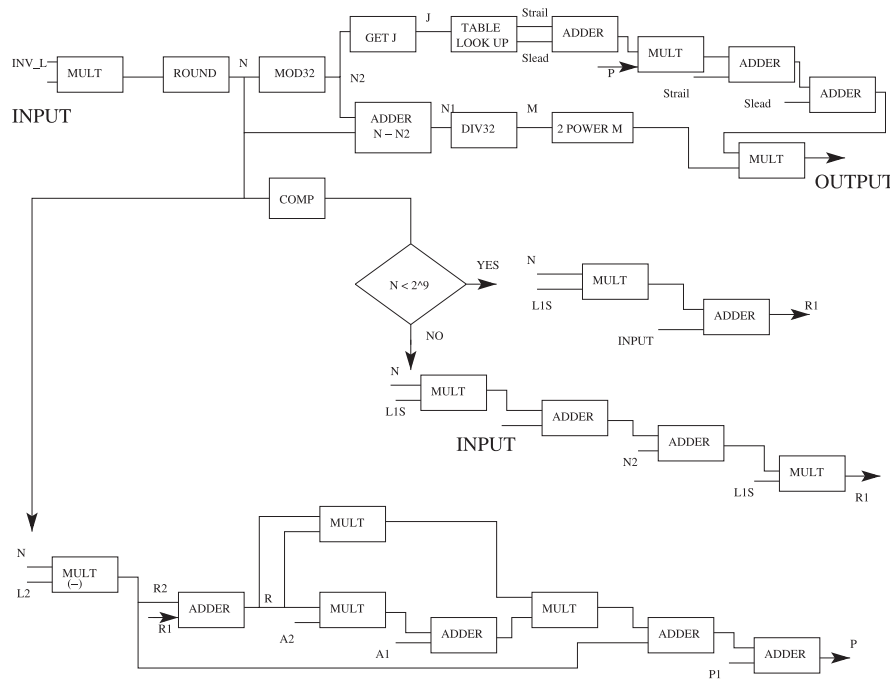 INV_L
MULT
INPUT
ROUND
N
MOD32
N2
GET J
J
TABLE
LOOK UP
Strail
Slead
ADDER
P
MULT
Strail
ADDER
Slead
ADDER
ADDER
N – N2
N1
DIV32
M
2 POWER M
MULT
OUTPUT
COMP
N < 2^9
YES
NO
N
L1S
MULT
INPUT
ADDER
R1
N
L1S
MULT
INPUT
ADDER
N2
ADDER
L1S
MULT
R1
N
L2
MULT
(–)
R2
R1
ADDER
R
MULT
A2
MULT
A1
ADDER
MULT
ADDER
P1
ADDER
P